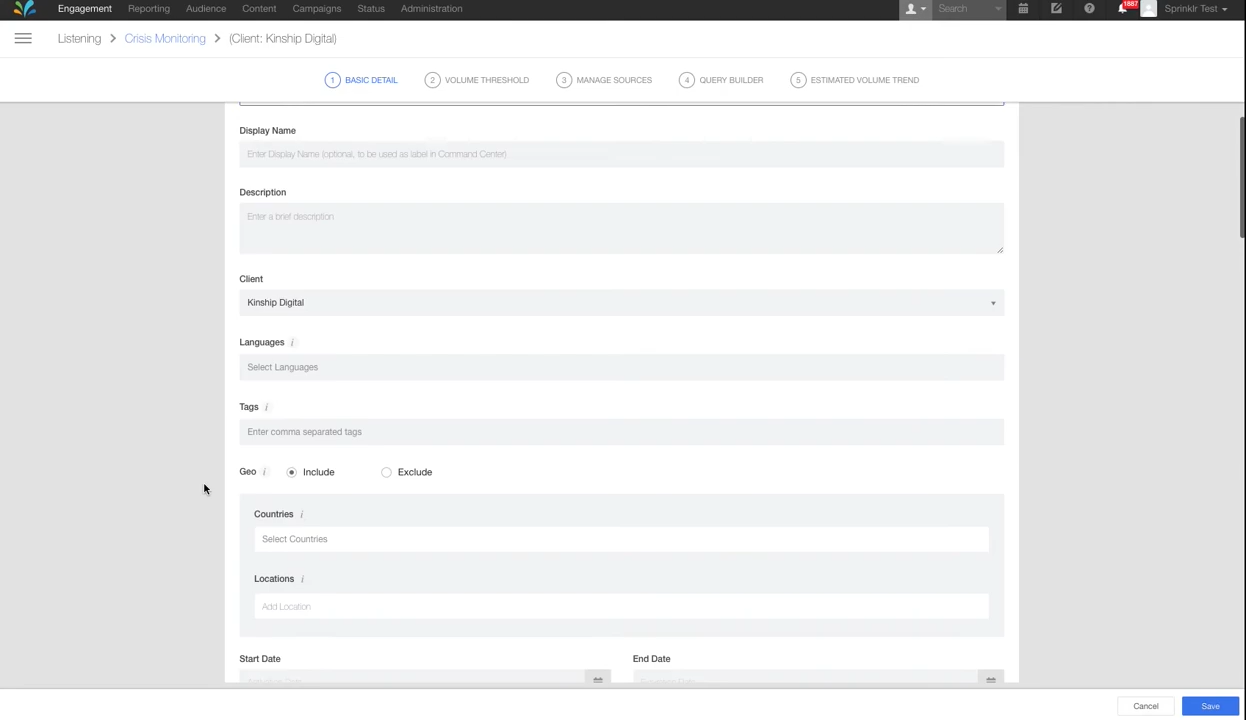 Engagement Reporting Audience Content Campaigns Status Administration Search 1887 Sprinklr Test
Listening > Crisis Monitoring > (Client: Kinship Digital)
1 BASIC DETAIL 2 VOLUME THRESHOLD 3 MANAGE SOURCES 4 QUERY BUILDER 5 ESTIMATED VOLUME TREND
Display Name
Enter Display Name (optional, to be used as label in Command Center)
Description
Enter a brief description
Client
Kinship Digital
Languages i
Select Languages
Tags i
Enter comma separated tags
Geo i Include Exclude
Countries i
Select Countries
Locations i
Add Location
Start Date End Date
Cancel Save